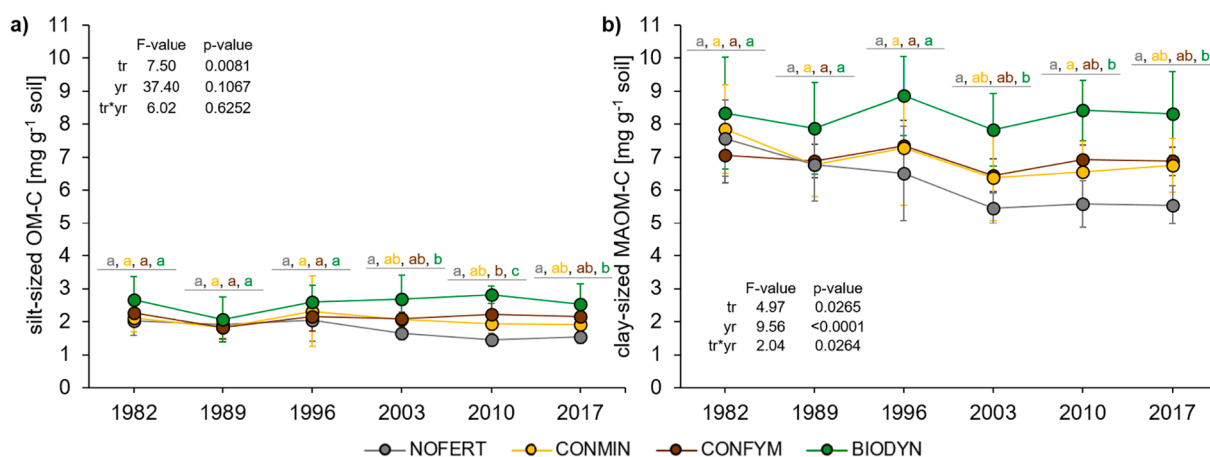 a)
silt-sized OM-C [mg g⁻¹ soil]
11
10
9
8
7
6
5
4
3
2
1
0
F-value p-value
tr 7.50 0.0081
yr 37.40 0.1067
tr*yr 6.02 0.6252
a, a, a, a
a, a, a, a
a, a, a, a
a, ab, ab, b
a, ab, b, c
a, ab, ab, b
1982 1989 1996 2003 2010 2017
b)
clay-sized MAOM-C [mg g⁻¹ soil]
11
10
9
8
7
6
5
4
3
2
1
0
a, a, a, a
a, a, a, a
a, a, a, a
a, ab, ab, b
a, a, ab, b
a, ab, ab, b
F-value p-value
tr 4.97 0.0265
yr 9.56 <0.0001
tr*yr 2.04 0.0264
1982 1989 1996 2003 2010 2017
NOFERT CONMIN CONFYM BIODYN